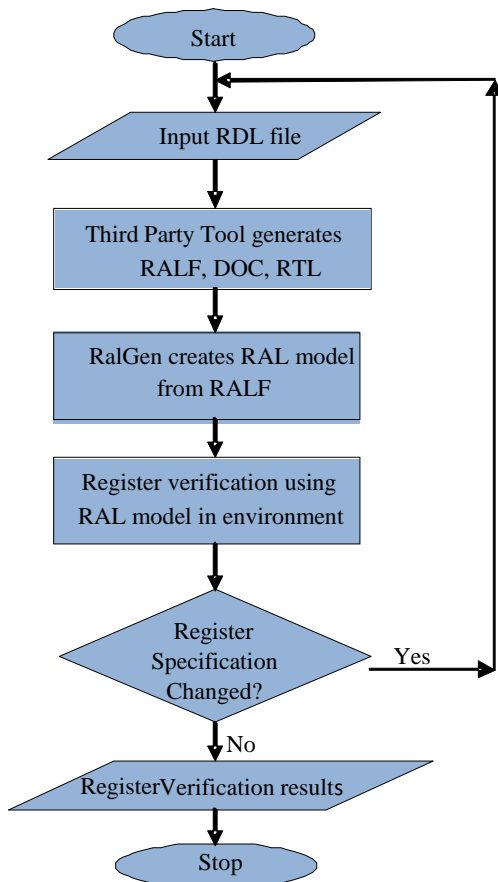 Start
Input RDL file
Third Party Tool generates
RALF, DOC, RTL
RalGen creates RAL model
from RALF
Register verification using
RAL model in environment
Register
Specification
Changed?
Yes
No
RegisterVerification results
Stop